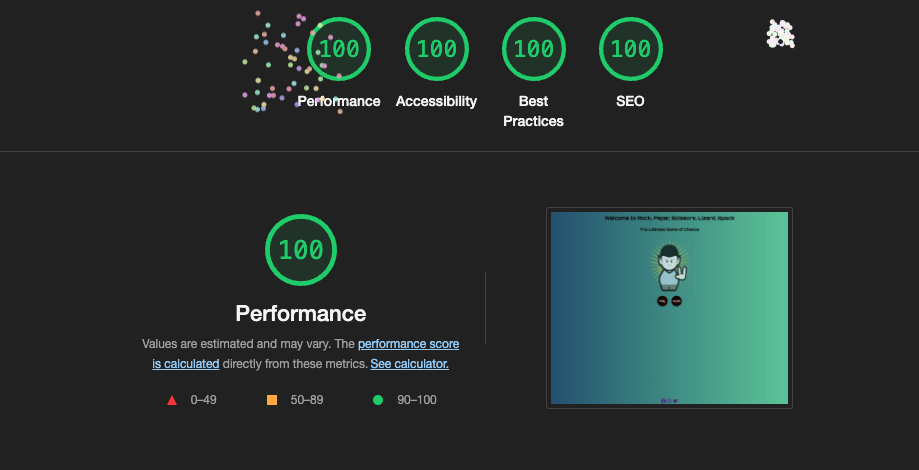 100
100
100
100
Performance
Accessibility
Best
Practices
SEO
100
Performance
Values are estimated and may vary. The performance score
is calculated directly from these metrics. See calculator.
0–49
50–89
90–100
Welcome to Rock, Paper, Scissors, Lizard, Spock
The Ultimate Game of Chance